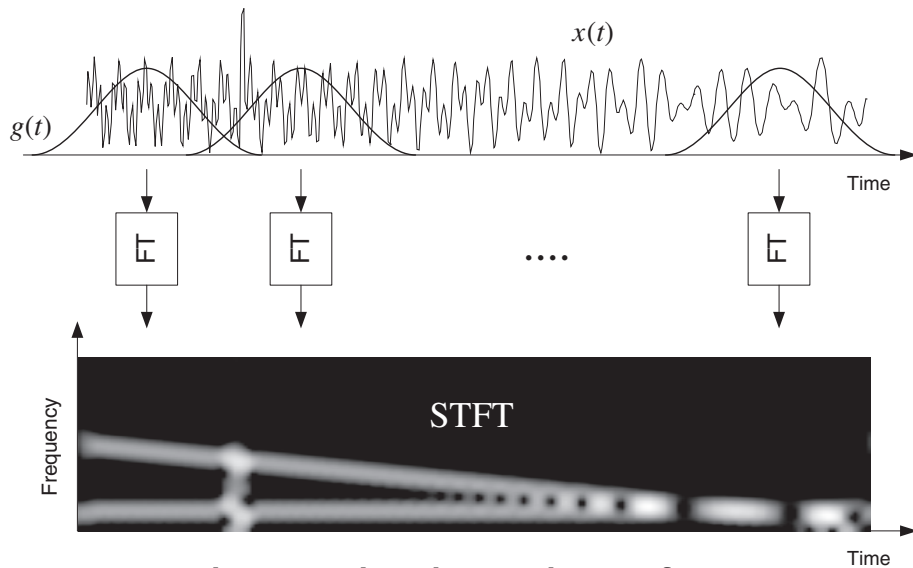 x(t)
g(t)
Time
FT
FT
....
FT
STFT
Frequency
Time